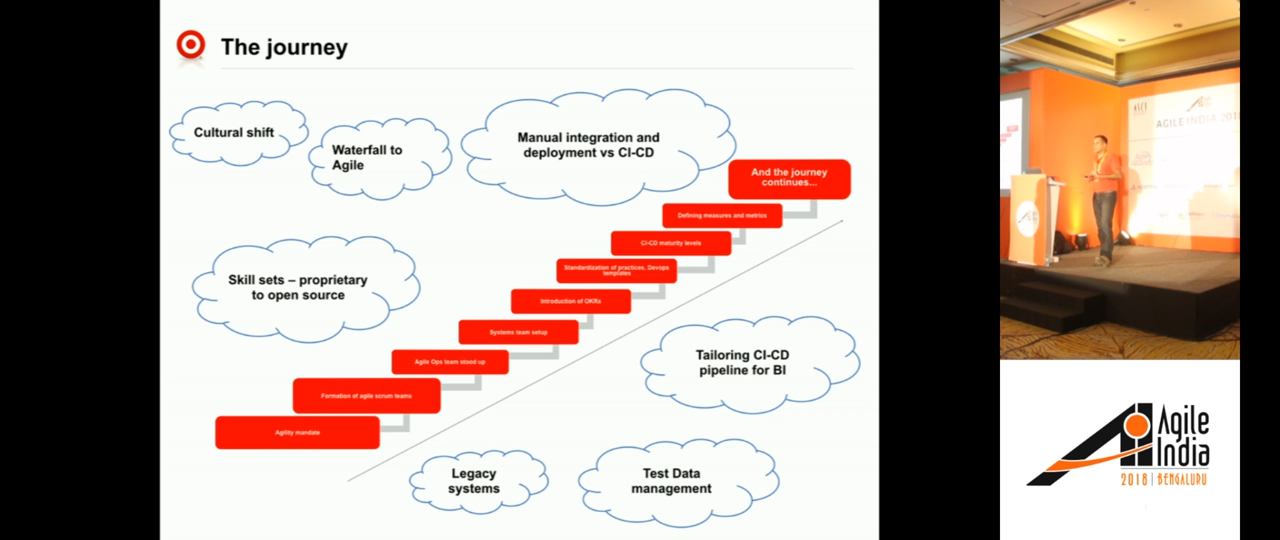 The journey
Cultural shift
Waterfall to
Agile
Manual integration and
deployment vs CI-CD
And the journey
continues...
Defining measures and metrics
CI-CD maturity levels
Standardization of practices, Devops
templates
Skill sets – proprietary
to open source
Introduction of OKRs
Systems team setup
Tailoring CI-CD
pipeline for BI
Agile Ops team stood up
Formation of agile scrum teams
Agility mandate
Legacy
systems
Test Data
management
AGILE INDIA 201
Agile
India
2018 | BENGALURU